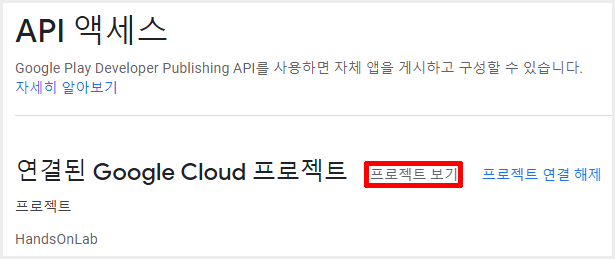 API 액세스
Google Play Developer Publishing API를 사용하면 자체 앱을 게시하고 구성할 수 있습니다.
자세히 알아보기
연결된 Google Cloud 프로젝트 프로젝트 보기 프로젝트 연결 해제
프로젝트
HandsOnLab